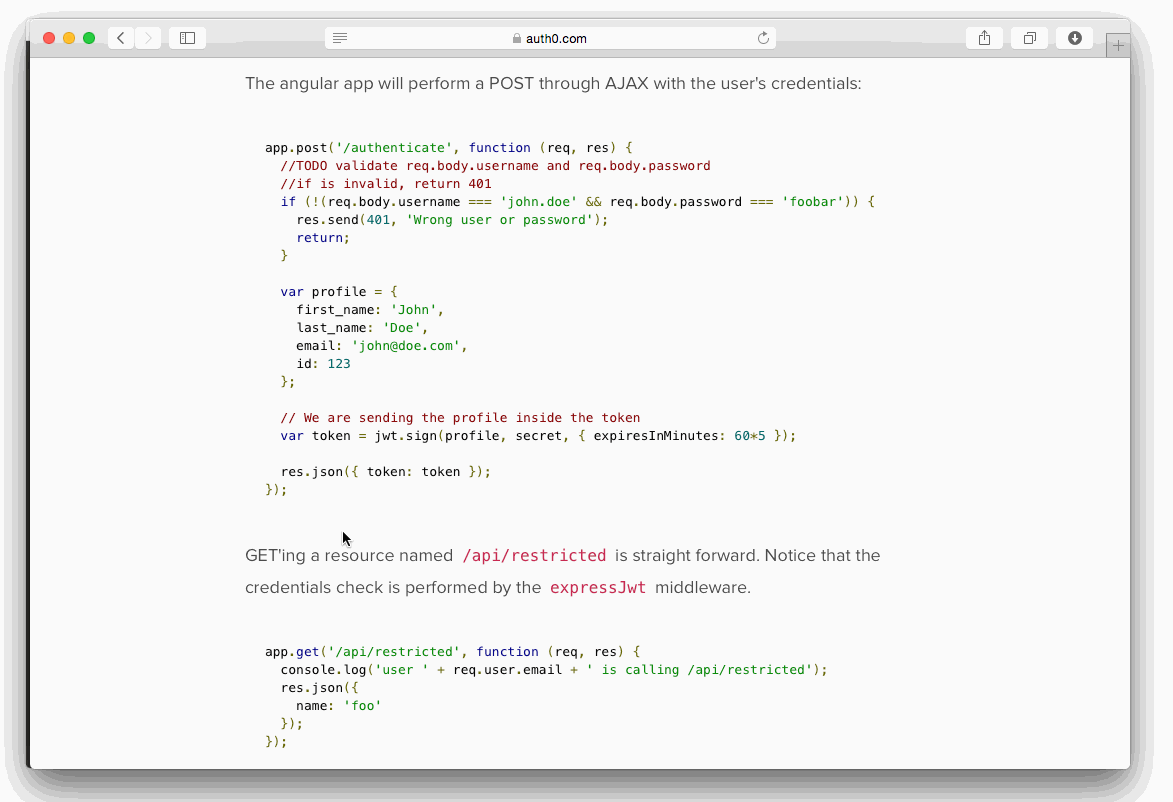 auth0.com
The angular app will perform a POST through AJAX with the user's credentials:
app.post('/authenticate', function (req, res) {
  //TODO validate req.body.username and req.body.password
  //if is invalid, return 401
  if (!(req.body.username === 'john.doe' && req.body.password === 'foobar')) {
    res.send(401, 'Wrong user or password');
    return;
  }
  var profile = {
    first_name: 'John',
    last_name: 'Doe',
    email: 'john@doe.com',
    id: 123
  };
  // We are sending the profile inside the token
  var token = jwt.sign(profile, secret, { expiresInMinutes: 60*5 });
  res.json({ token: token });
});
GET'ing a resource named /api/restricted is straight forward. Notice that the
credentials check is performed by the expressJwt middleware.
app.get('/api/restricted', function (req, res) {
  console.log('user ' + req.user.email + ' is calling /api/restricted');
  res.json({
    name: 'foo'
  });
});